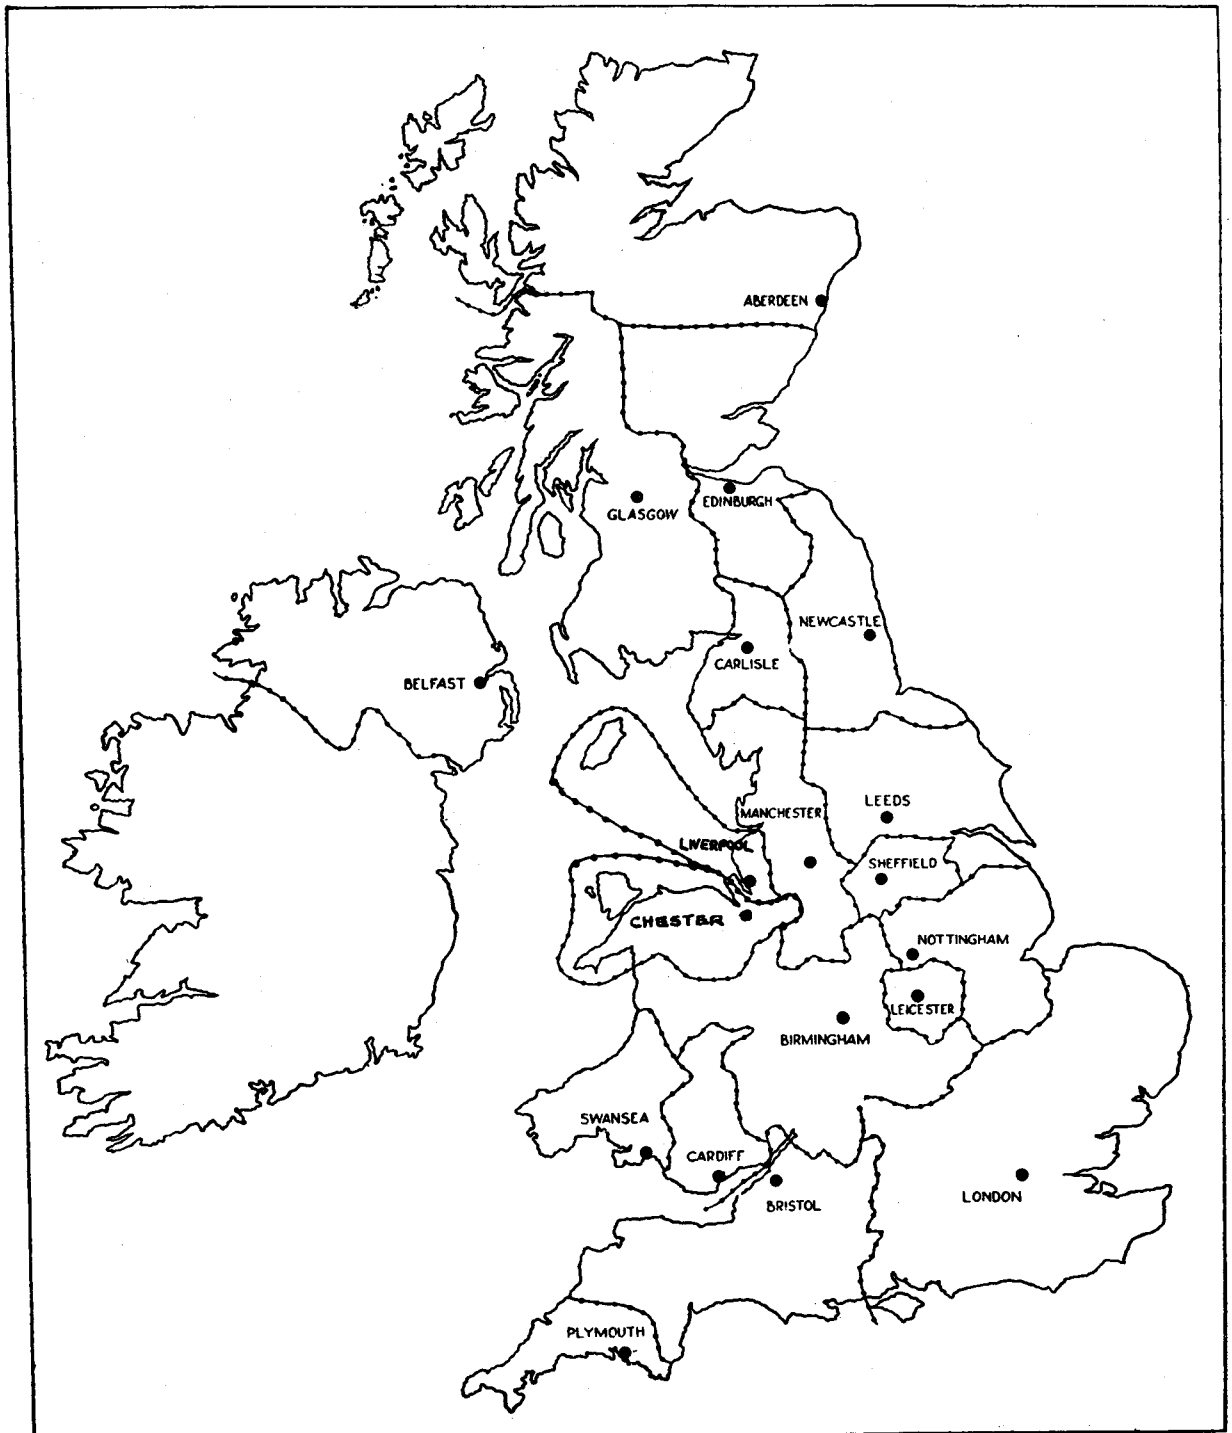 ABERDEEN
EDINBURGH
GLASGOW
NEWCASTLE
CARLISLE
BELFAST
LEEDS
MANCHESTER
LIVERPOOL
SHEFFIELD
CHESTER
NOTTINGHAM
LEICESTER
BIRMINGHAM
SWANSEA
CARDIFF
LONDON
BRISTOL
PLYMOUTH